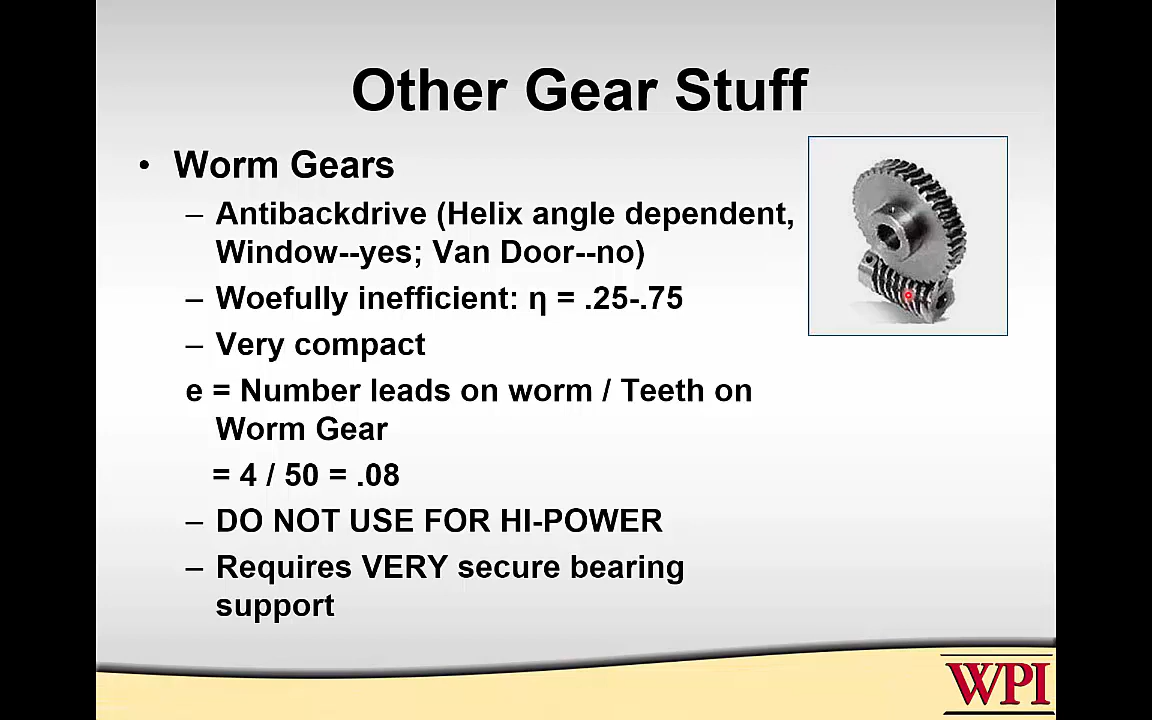 Other Gear Stuff
• Worm Gears
– Antibackdrive (Helix angle dependent,
Window--yes; Van Door--no)
– Woefully inefficient: η = .25-.75
– Very compact
e = Number leads on worm / Teeth on
Worm Gear
= 4 / 50 = .08
– DO NOT USE FOR HI-POWER
– Requires VERY secure bearing
support
WPI